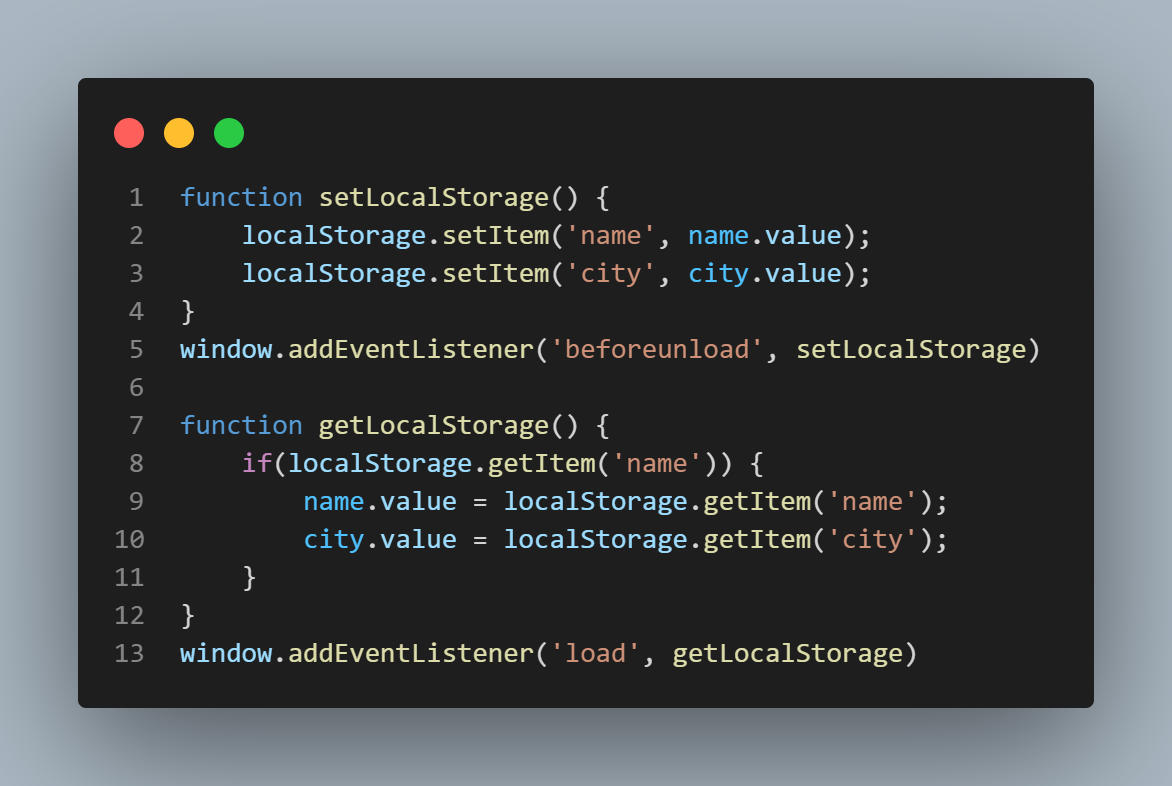 1 function setLocalStorage() {
2     localStorage.setItem('name', name.value);
3     localStorage.setItem('city', city.value);
4 }
5 window.addEventListener('beforeunload', setLocalStorage)
6
7 function getLocalStorage() {
8     if(localStorage.getItem('name')) {
9         name.value = localStorage.getItem('name');
10         city.value = localStorage.getItem('city');
11     }
12 }
13 window.addEventListener('load', getLocalStorage)